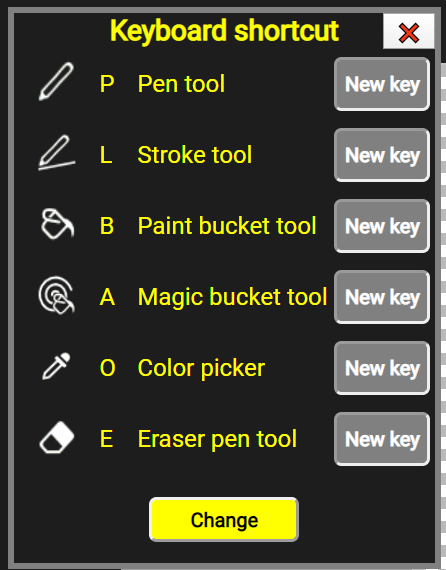 Keyboard shortcut
P Pen tool New key
L Stroke tool New key
B Paint bucket tool New key
A Magic bucket tool New key
O Color picker New key
E Eraser pen tool New key
Change